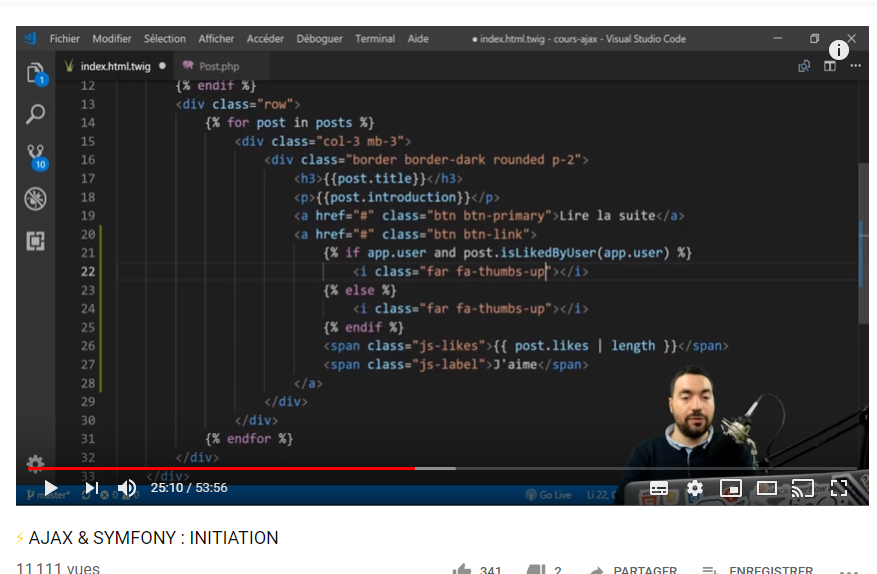 Fichier Modifier Sélection Afficher Accéder Déboguer Terminal Aide ● index.html.twig - cours-ajax - Visual Studio Code
index.html.twig ● Post.php
12 {% endif %}
13 <div class="row">
14 {% for post in posts %}
15 <div class="col-3 mb-3">
16 <div class="border border-dark rounded p-2">
17 <h3>{{post.title}}</h3>
18 <p>{{post.introduction}}</p>
19 <a href="#" class="btn btn-primary">Lire la suite</a>
20 <a href="#" class="btn btn-link">
21 {% if app.user and post.isLikedByUser(app.user) %}
22 <i class="far fa-thumbs-up"></i>
23 {% else %}
24 <i class="far fa-thumbs-up"></i>
25 {% endif %}
26 <span class="js-likes">{{ post.likes | length }}</span>
27 <span class="js-label">J'aime</span>
28 </a>
29 </div>
30 </div>
31 {% endfor %}
32 </div>
33 </div>
1
10
25:10 / 53:56
master* 0 Go Live Li 22,
⚡ AJAX & SYMFONY : INITIATION
11 111 vues 341 2 PARTAGER ENREGISTRER